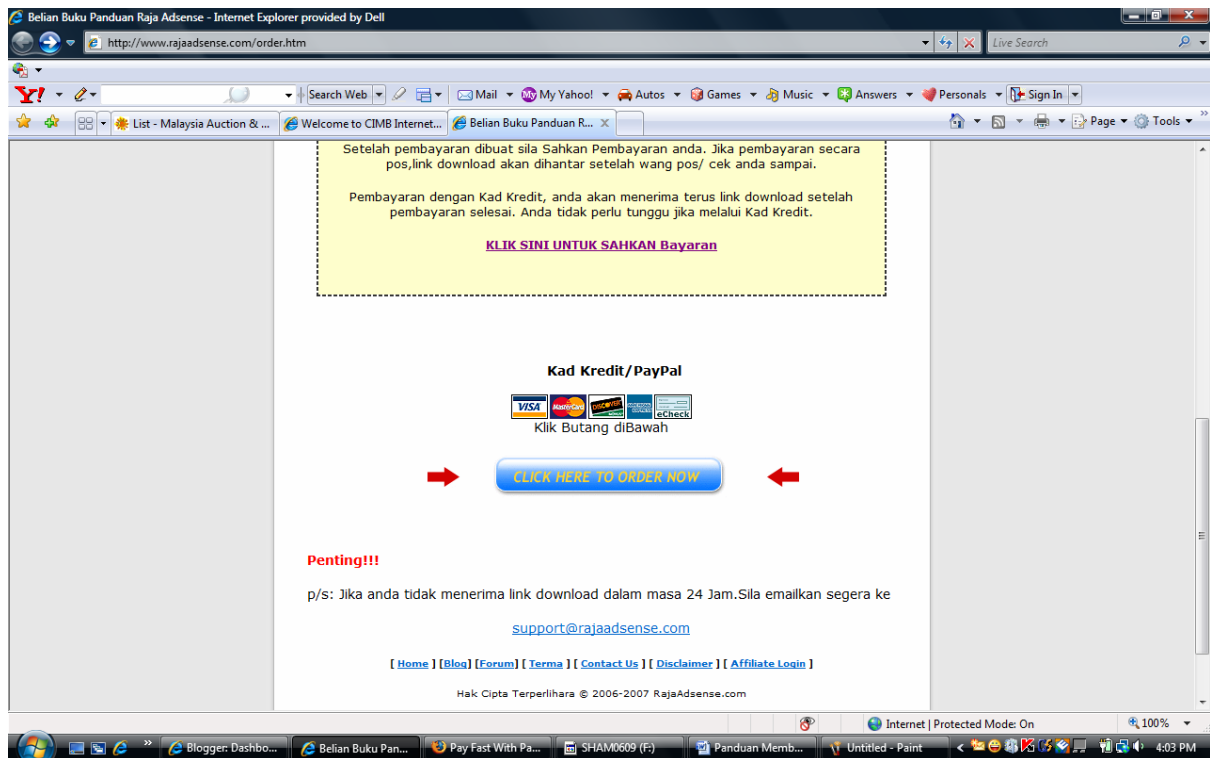 Belian Buku Panduan Raja Adsense - Internet Explorer provided by Dell
http://www.rajaadsense.com/order.htm
Live Search
Y! Search Web Mail My Yahoo! Autos Games Music Answers Personals Sign In
List - Malaysia Auction & ... Welcome to CIMB Internet... Belian Buku Panduan R... Page Tools
Setelah pembayaran dibuat sila Sahkan Pembayaran anda. Jika pembayaran secara
pos,link download akan dihantar setelah wang pos/ cek anda sampai.
Pembayaran dengan Kad Kredit, anda akan menerima terus link download setelah
pembayaran selesai. Anda tidak perlu tunggu jika melalui Kad Kredit.
KLIK SINI UNTUK SAHKAN Bayaran
Kad Kredit/PayPal
VISA MasterCard DISCOVER eCheck
Klik Butang diBawah
CLICK HERE TO ORDER NOW
Penting!!!
p/s: Jika anda tidak menerima link download dalam masa 24 Jam.Sila emailkan segera ke
support@rajaadsense.com
[ Home ] [Blog] [Forum] [ Terma ] [ Contact Us ] [ Disclaimer ] [ Affiliate Login ]
Hak Cipta Terperlihara © 2006-2007 RajaAdsense.com
Internet | Protected Mode: On 100%
Blogger: Dashbo... Belian Buku Pan... Pay Fast With Pa... SHAM0609 (F:) Panduan Memb... Untitled - Paint 4:03 PM